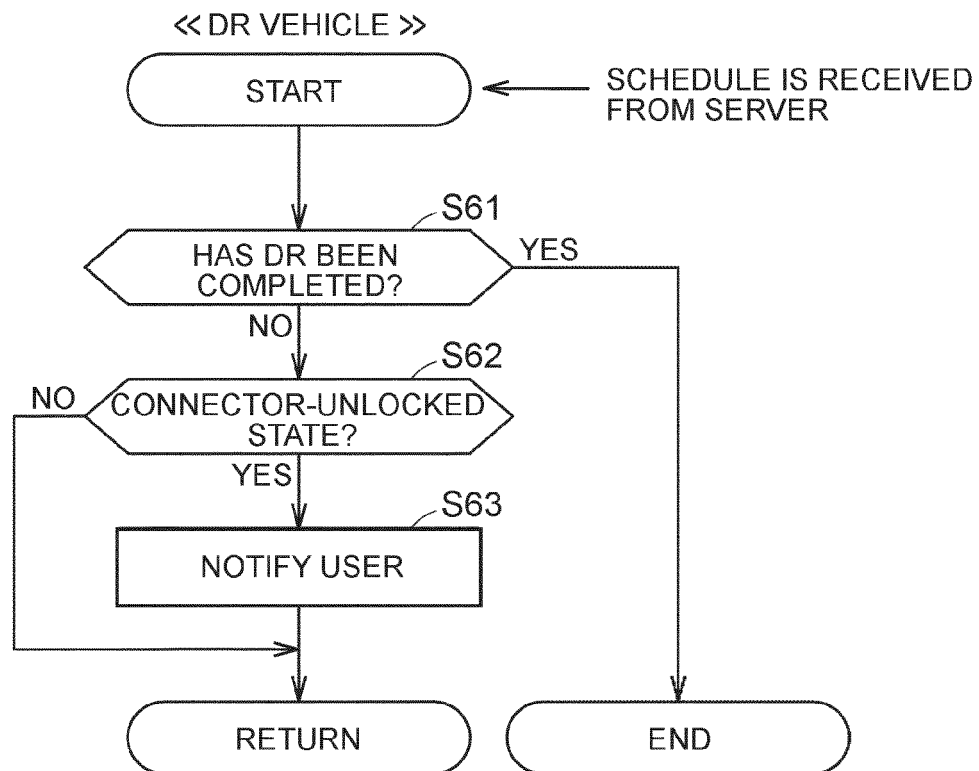 << DR VEHICLE >>
START
SCHEDULE IS RECEIVED
FROM SERVER
S61
HAS DR BEEN
COMPLETED?
YES
NO
S62
NO
CONNECTOR-UNLOCKED
STATE?
YES
S63
NOTIFY USER
RETURN
END